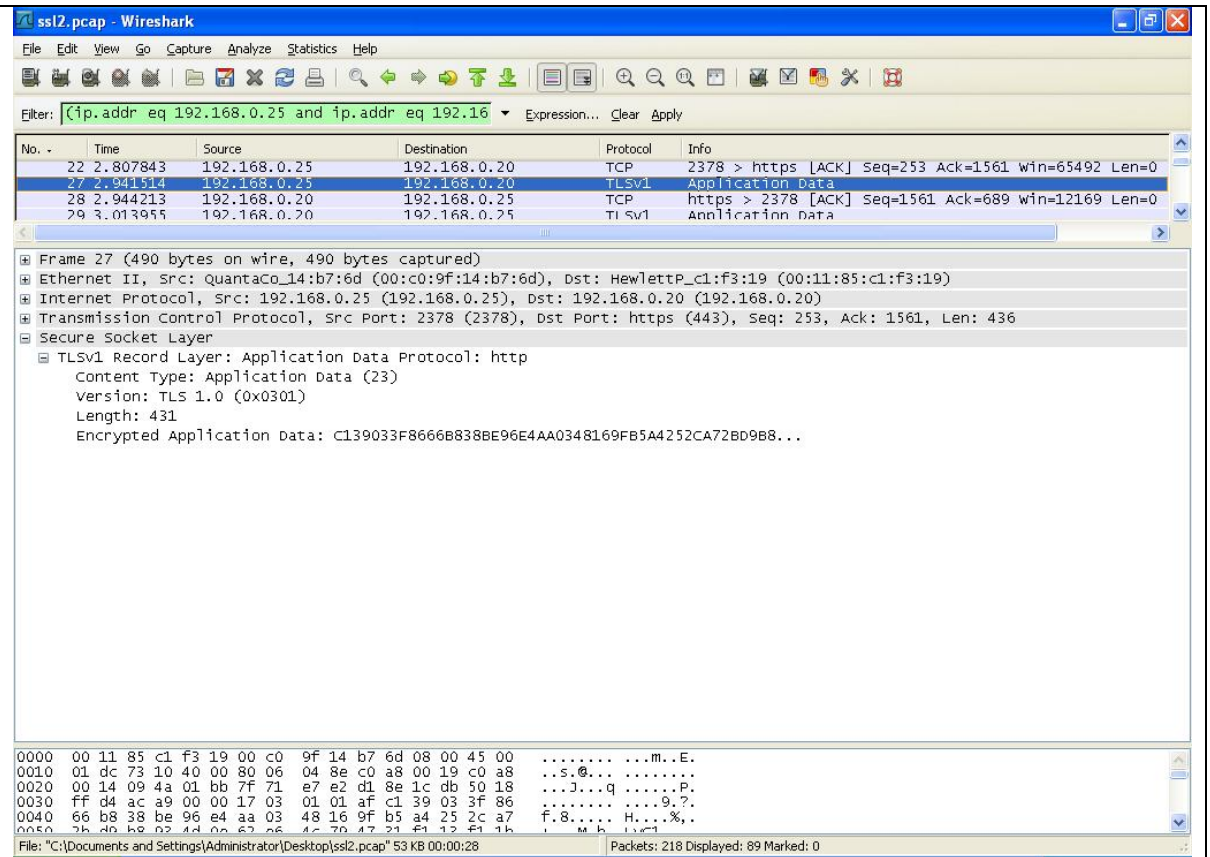 ssl2.pcap - Wireshark
File Edit View Go Capture Analyze Statistics Help
Filter: (ip.addr eq 192.168.0.25 and ip.addr eq 192.16 Expression... Clear Apply
No. - Time Source Destination Protocol Info
22 2.807843 192.168.0.25 192.168.0.20 TCP 2378 > https [ACK] Seq=253 Ack=1561 Win=65492 Len=0
27 2.941514 192.168.0.25 192.168.0.20 TLSv1 Application Data
28 2.944213 192.168.0.20 192.168.0.25 TCP https > 2378 [ACK] Seq=1561 Ack=689 Win=12169 Len=0
29 3.013955 192.168.0.20 192.168.0.25 TLSv1 Application Data
Frame 27 (490 bytes on wire, 490 bytes captured)
Ethernet II, Src: QuantaCo_14:b7:6d (00:c0:9f:14:b7:6d), Dst: HewlettP_c1:f3:19 (00:11:85:c1:f3:19)
Internet Protocol, Src: 192.168.0.25 (192.168.0.25), Dst: 192.168.0.20 (192.168.0.20)
Transmission Control Protocol, Src Port: 2378 (2378), Dst Port: https (443), Seq: 253, Ack: 1561, Len: 436
Secure Socket Layer
TLSv1 Record Layer: Application Data Protocol: http
Content Type: Application Data (23)
Version: TLS 1.0 (0x0301)
Length: 431
Encrypted Application Data: C139033F8666B838BE96E4AA0348169FB5A4252CA72BD9B8...
0000 00 11 85 c1 f3 19 00 c0 9f 14 b7 6d 08 00 45 00 ........ ...m..E.
0010 01 dc 73 10 40 00 80 06 04 8e c0 a8 00 19 c0 a8 ..s.@... ........
0020 00 14 09 4a 01 bb 7f 71 e7 e2 d1 8e 1c db 50 18 ...J...q ......P.
0030 ff d4 ac a9 00 00 17 03 01 01 af c1 39 03 3f 86 ........ ....9.?.
0040 66 b8 38 be 96 e4 aa 03 48 16 9f b5 a4 25 2c a7 f.8..... H....%,.
0050 2b d9 b8
File: "C:\Documents and Settings\Administrator\Desktop\ssl2.pcap" 53 KB 00:00:28 Packets: 218 Displayed: 89 Marked: 0